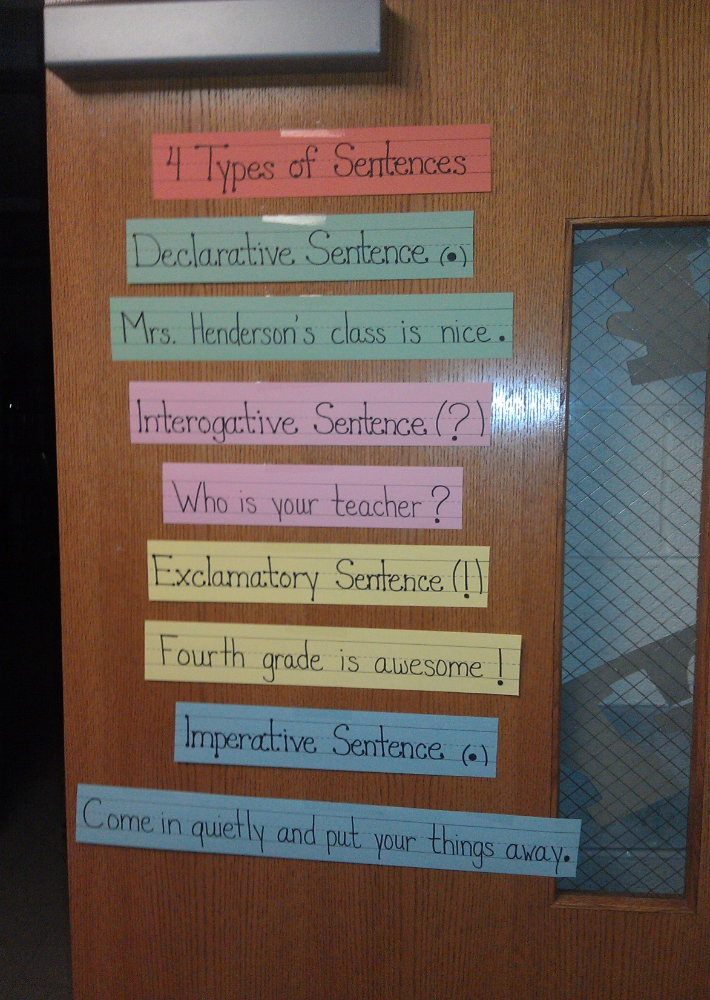 4 Types of Sentences
Declarative Sentence (.)
Mrs. Henderson's class is nice.
Interogative Sentence (?)
Who is your teacher?
Exclamatory Sentence (!)
Fourth grade is awesome!
Imperative Sentence (.)
Come in quietly and put your things away.